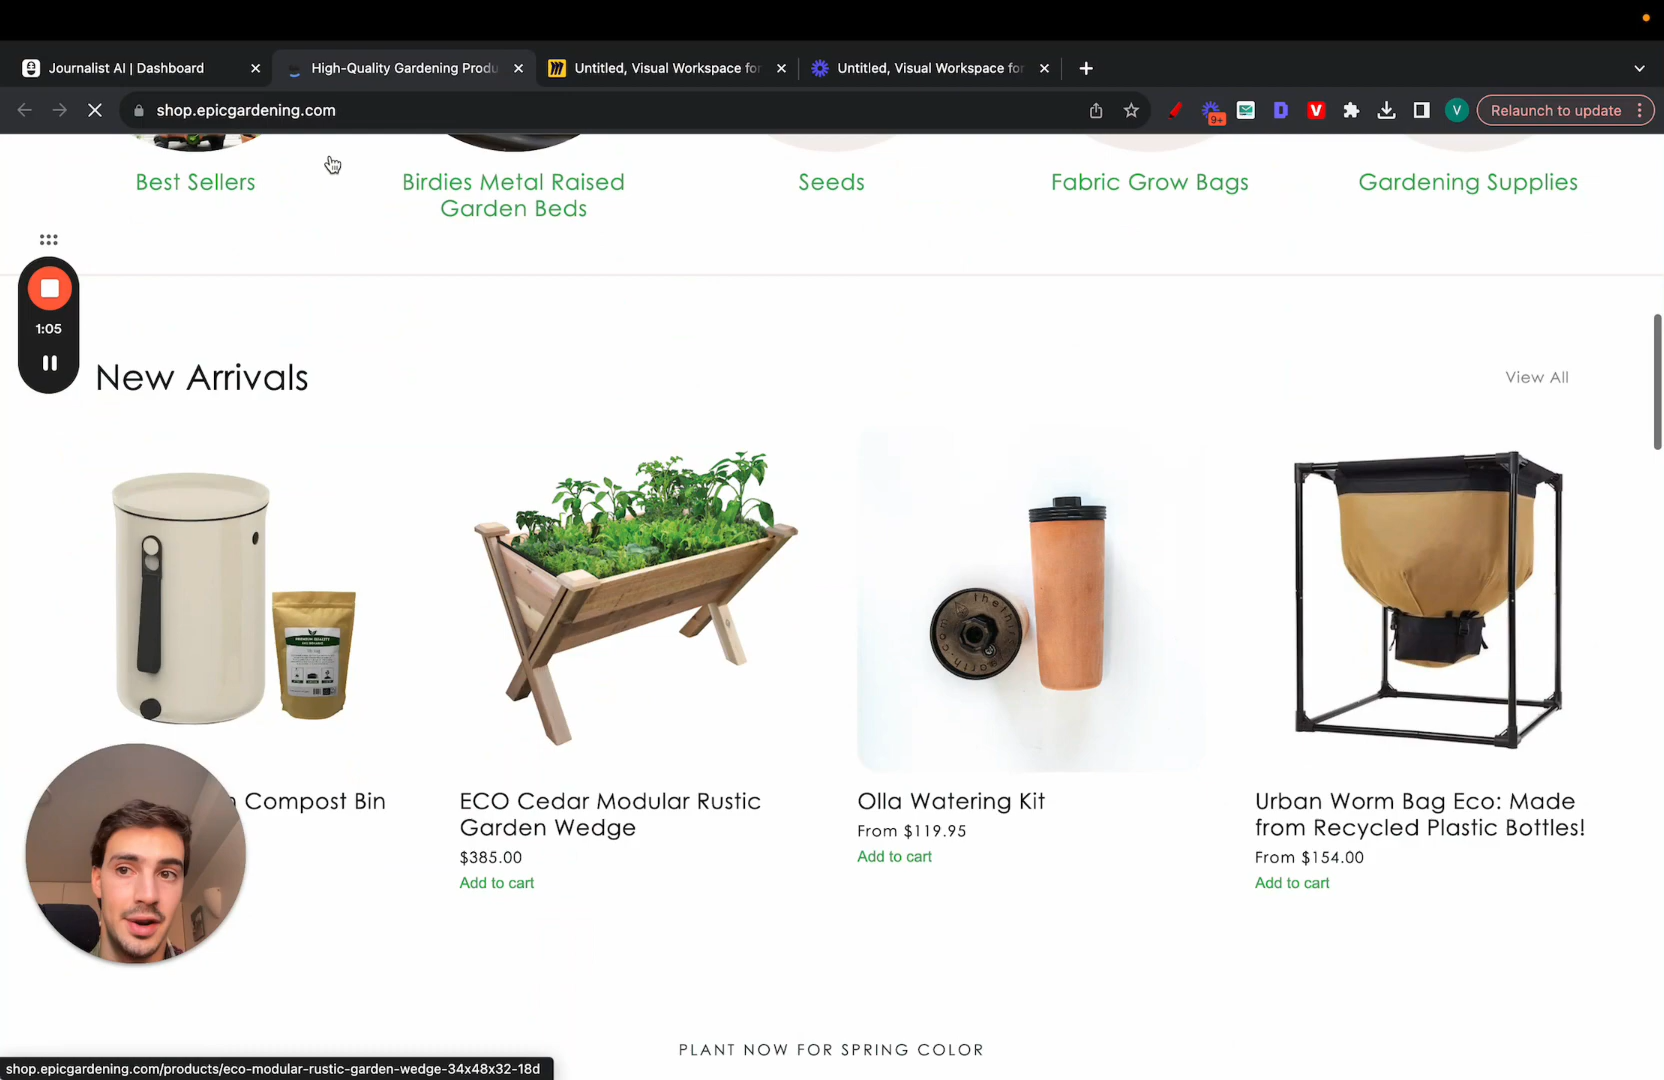 Journalist AI | Dashboard
High-Quality Gardening Produ
Untitled, Visual Workspace for
Untitled, Visual Workspace for
shop.epicgardening.com
9+
D
V
V
Relaunch to update
Best Sellers
Birdies Metal Raised
Garden Beds
Seeds
Fabric Grow Bags
Gardening Supplies
1:05
New Arrivals
View All
Compost Bin
ECO Cedar Modular Rustic
Garden Wedge
$385.00
Add to cart
Olla Watering Kit
From $119.95
Add to cart
Urban Worm Bag Eco: Made
from Recycled Plastic Bottles!
From $154.00
Add to cart
PLANT NOW FOR SPRING COLOR
shop.epicgardening.com/products/eco-modular-rustic-garden-wedge-34x48x32-18d